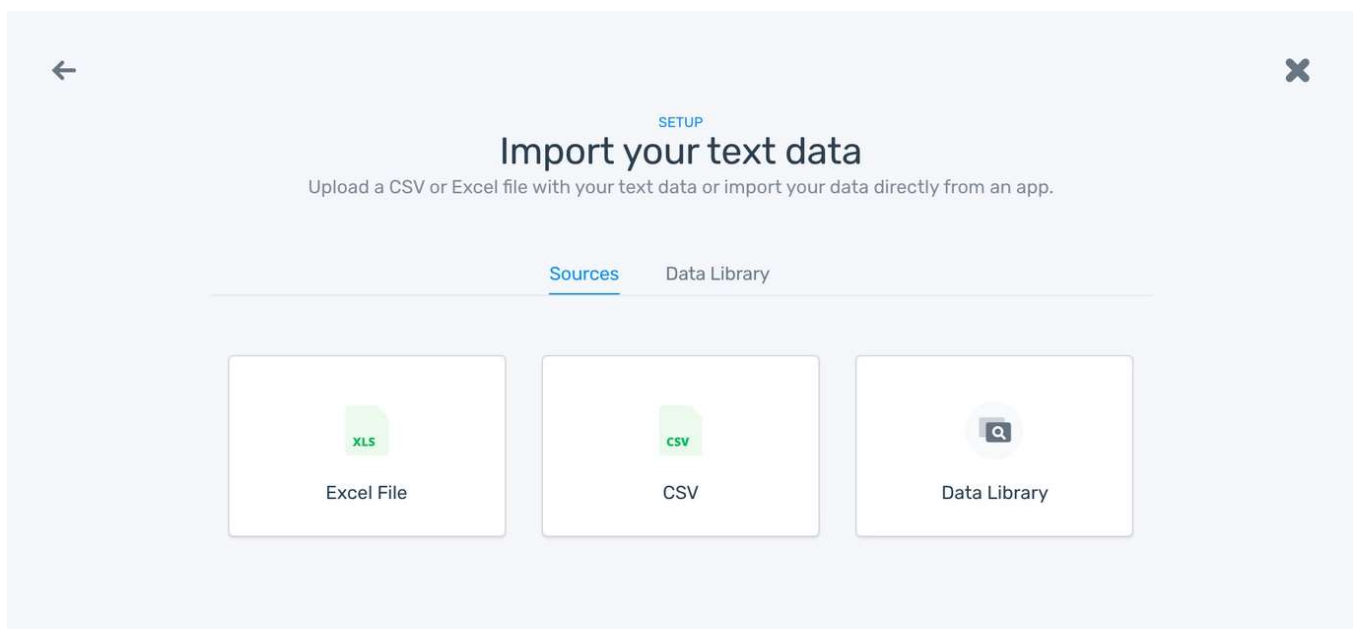 SETUP
Import your text data
Upload a CSV or Excel file with your text data or import your data directly from an app.
Sources Data Library
XLS CSV
Excel File CSV Data Library